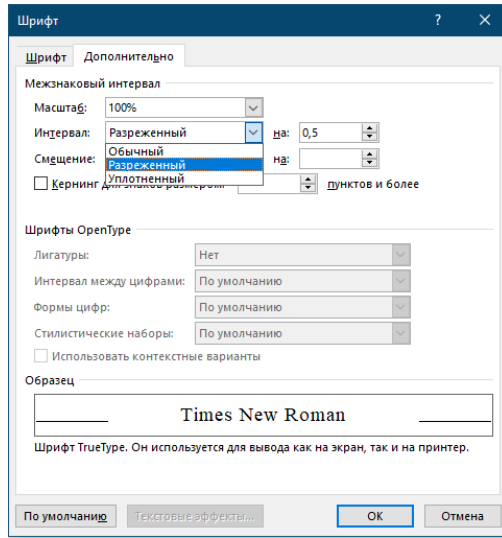 Шрифт ? ×
Шрифт Дополнительно
Межзнаковый интервал
Масштаб: 100%
Интервал: Разреженный на: 0,5
Обычный
Смещение: Разреженный на:
Уплотненный
Кернинг для знаков размером: пунктов и более
Шрифты OpenType
Лигатуры: Нет
Интервал между цифрами: По умолчанию
Формы цифр: По умолчанию
Стилистические наборы: По умолчанию
Использовать контекстные варианты
Образец
Times New Roman
Шрифт TrueType. Он используется для вывода как на экран, так и на принтер.
По умолчанию Текстовые эффекты... ОК Отмена